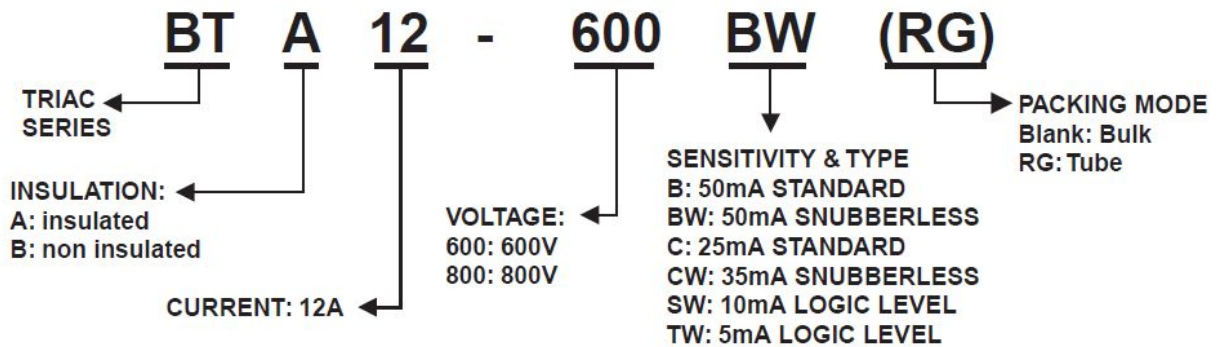 BT A 12 - 600 BW (RG)
TRIAC
SERIES
INSULATION:
A: insulated
B: non insulated
CURRENT: 12A
VOLTAGE:
600: 600V
800: 800V
SENSITIVITY & TYPE
B: 50mA STANDARD
BW: 50mA SNUBBERLESS
C: 25mA STANDARD
CW: 35mA SNUBBERLESS
SW: 10mA LOGIC LEVEL
TW: 5mA LOGIC LEVEL
PACKING MODE
Blank: Bulk
RG: Tube